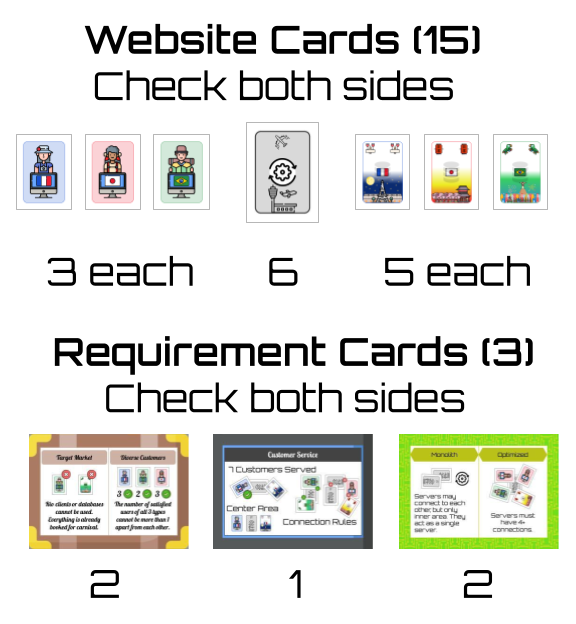 Website Cards (15)
Check both sides
3 each
6
5 each
Requirement Cards (3)
Check both sides
Target Market
No clients or databases
cannot be used.
Everything is already
booked for carnival.
Diverse Customers
3 2 3
The number of satisfied
users of all 3 types
cannot be more than 1
apart from each other.
Customer Service
7 Customers Served
Center Area
Connection Rules
Monolith
Servers may
connect to each
other, but only
inner area. They
act as a single
server.
Optimized
Servers must
have 4+
connections.
2
1
2